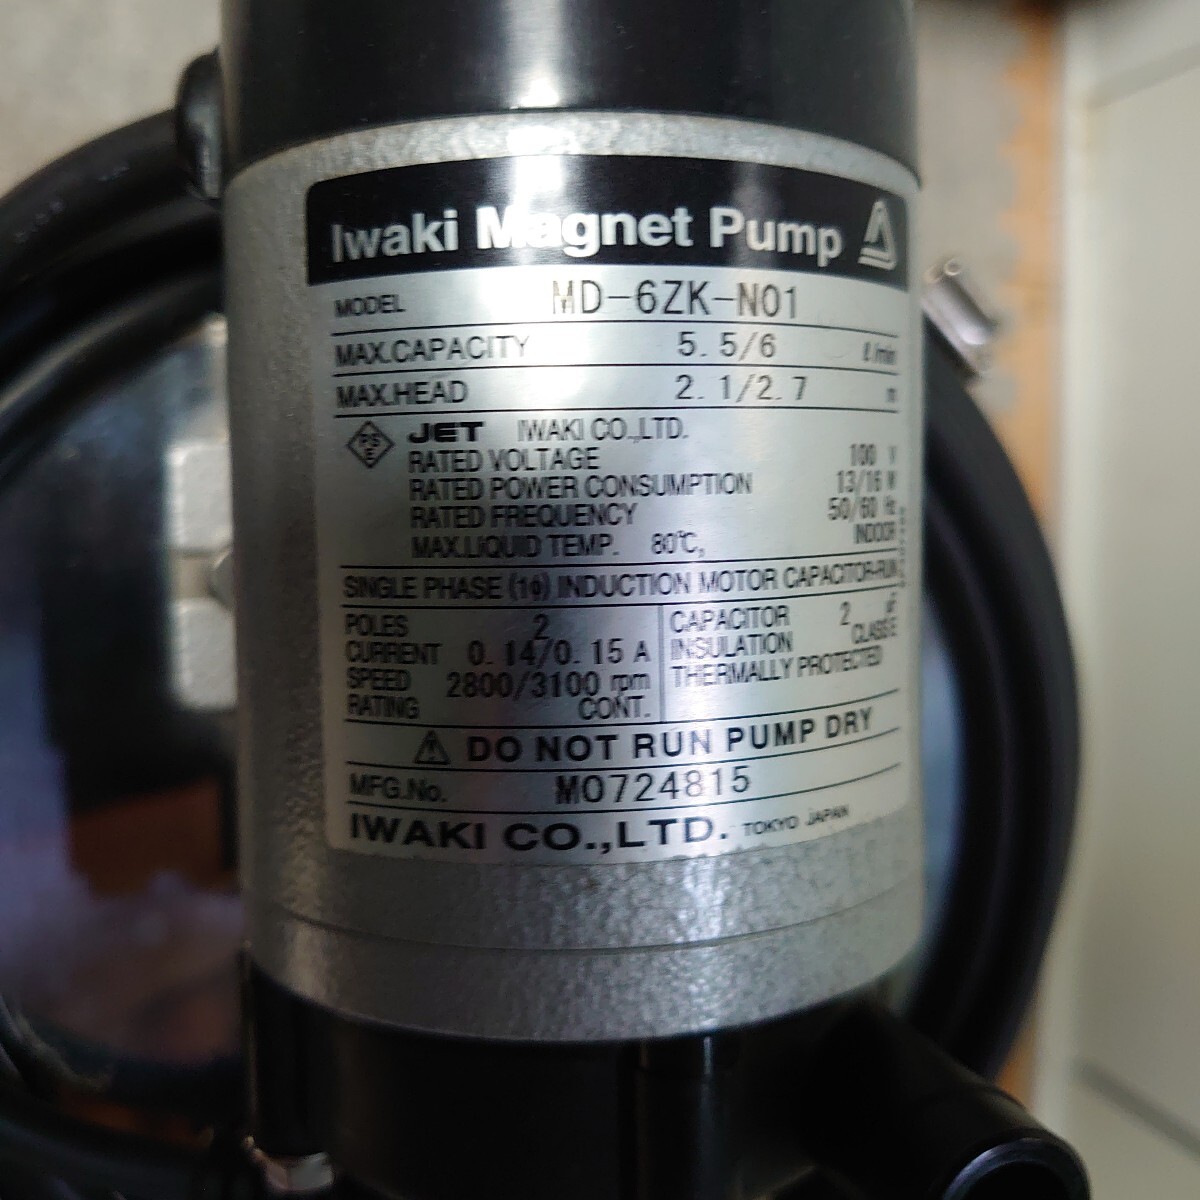 Iwaki Magnet Pump
MODEL MD-6ZK-N01
MAX.CAPACITY 5.5/6 ℓ/min
MAX.HEAD 2.1/2.7 m
PS E JET IWAKI CO.,LTD.
RATED VOLTAGE 100 V
RATED POWER CONSUMPTION 13/16 W
RATED FREQUENCY 50/60 Hz
MAX.LIQUID TEMP. 80℃, INDOOR
SINGLE PHASE (1φ) INDUCTION MOTOR CAPACITOR-RUN
POLES 2
CURRENT 0.14/0.15 A
SPEED 2800/3100 rpm
RATING CONT.
CAPACITOR 2 μF
INSULATION CLASS E
THERMALLY PROTECTED
DO NOT RUN PUMP DRY
MFG.No. M0724815
IWAKI CO.,LTD. TOKYO JAPAN